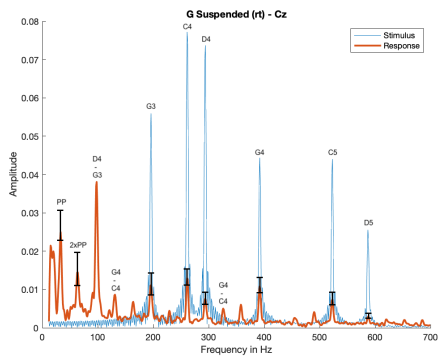 G Suspended (rt) - Cz
0.08
0.07
0.06
0.05
0.04
0.03
0.02
0.01
0
Amplitude
Stimulus
Response
C4
D4
G3
D4
-
G3
G4
C5
D5
PP
2xPP
G4
-
C4
G4
-
C4
0
100
200
300
400
500
600
700
Frequency in Hz